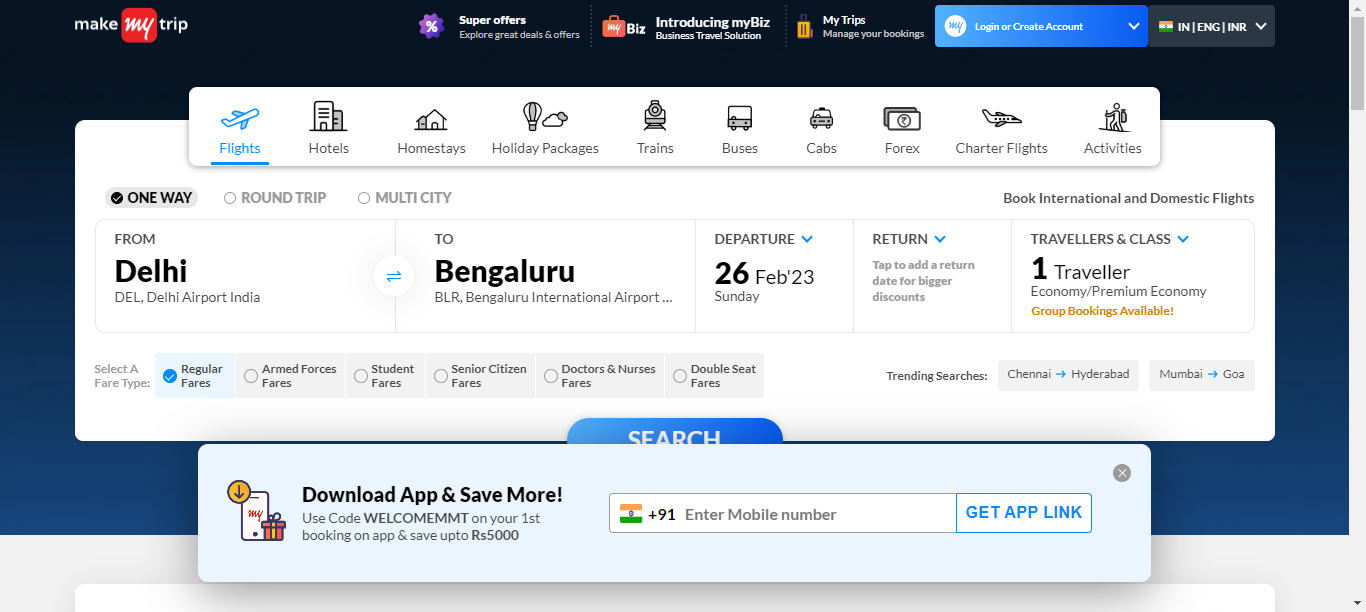 make my trip
Super offers
Explore great deals & offers
my Biz
Introducing myBiz
Business Travel Solution
My Trips
Manage your bookings
my
Login or Create Account
IN | ENG | INR
Flights
Hotels
Homestays
Holiday Packages
Trains
Buses
Cabs
Forex
Charter Flights
Activities
ONE WAY
ROUND TRIP
MULTI CITY
Book International and Domestic Flights
FROM
Delhi
DEL, Delhi Airport India
TO
Bengaluru
BLR, Bengaluru International Airport ...
DEPARTURE
26 Feb'23
Sunday
RETURN
Tap to add a return
date for bigger
discounts
TRAVELLERS & CLASS
1 Traveller
Economy/Premium Economy
Group Bookings Available!
Select A
Fare Type:
Regular
Fares
Armed Forces
Fares
Student
Fares
Senior Citizen
Fares
Doctors & Nurses
Fares
Double Seat
Fares
Trending Searches:
Chennai → Hyderabad
Mumbai → Goa
SEARCH
my
Download App & Save More!
Use Code WELCOMEMMT on your 1st
booking on app & save upto Rs5000
+91 Enter Mobile number
GET APP LINK